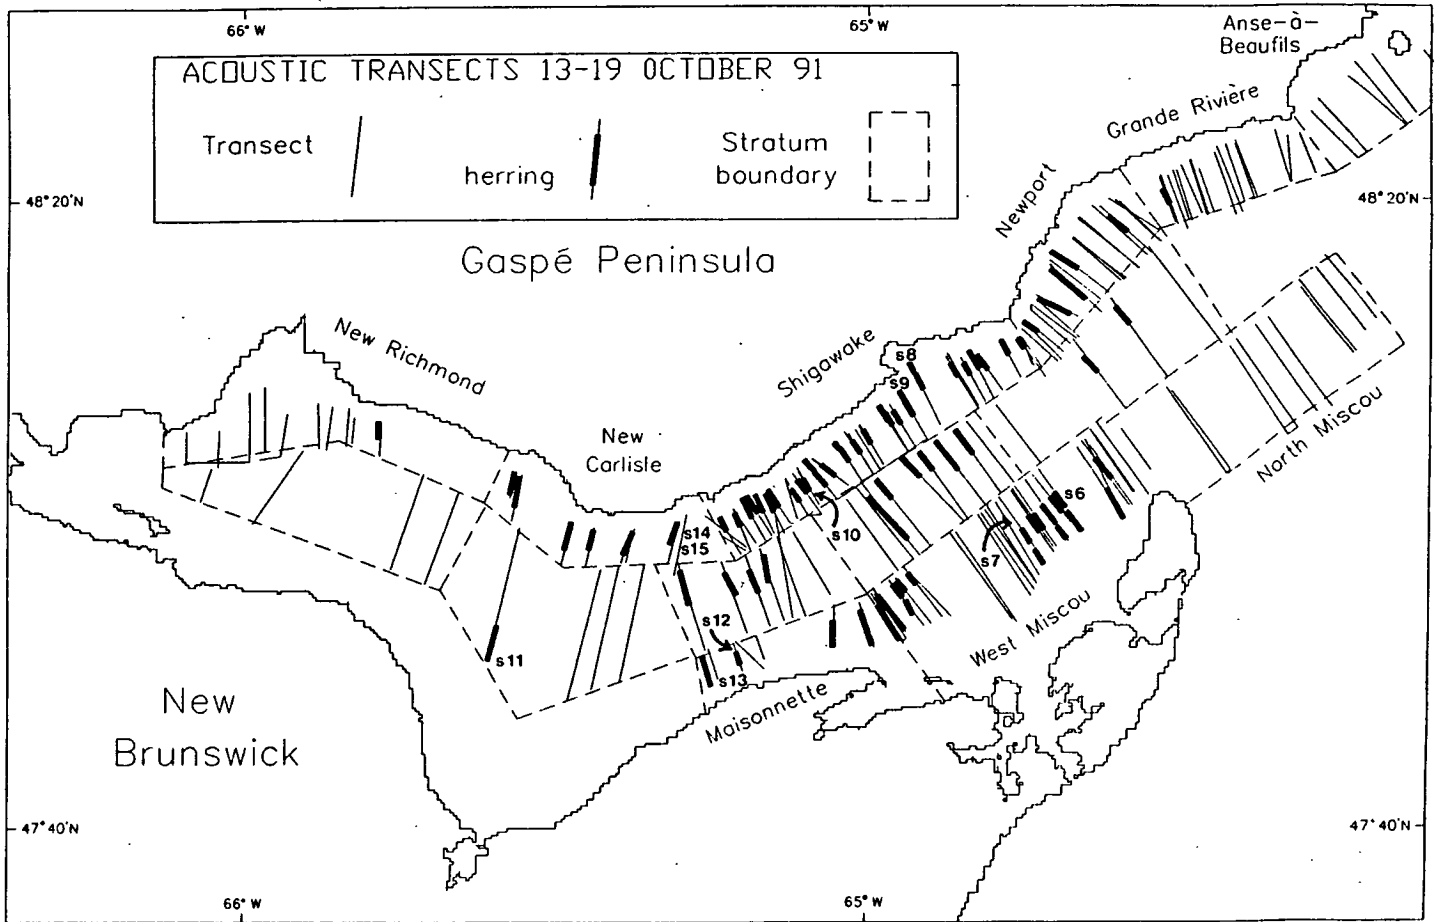 66° W
65° W
Anse-à-
Beaufils
ACOUSTIC TRANSECTS 13-19 OCTOBER 91
Transect
herring
Stratum
boundary
Grande Rivière
48° 20'N
48° 20'N
Newport
Gaspé Peninsula
New Richmond
Shigawake
s8
s9
New
Carlisle
North Miscou
s6
s14
s15
s10
s7
s12
s11
s13
West Miscou
Maisonnette
New
Brunswick
47° 40'N
47° 40'N
66° W
65° W